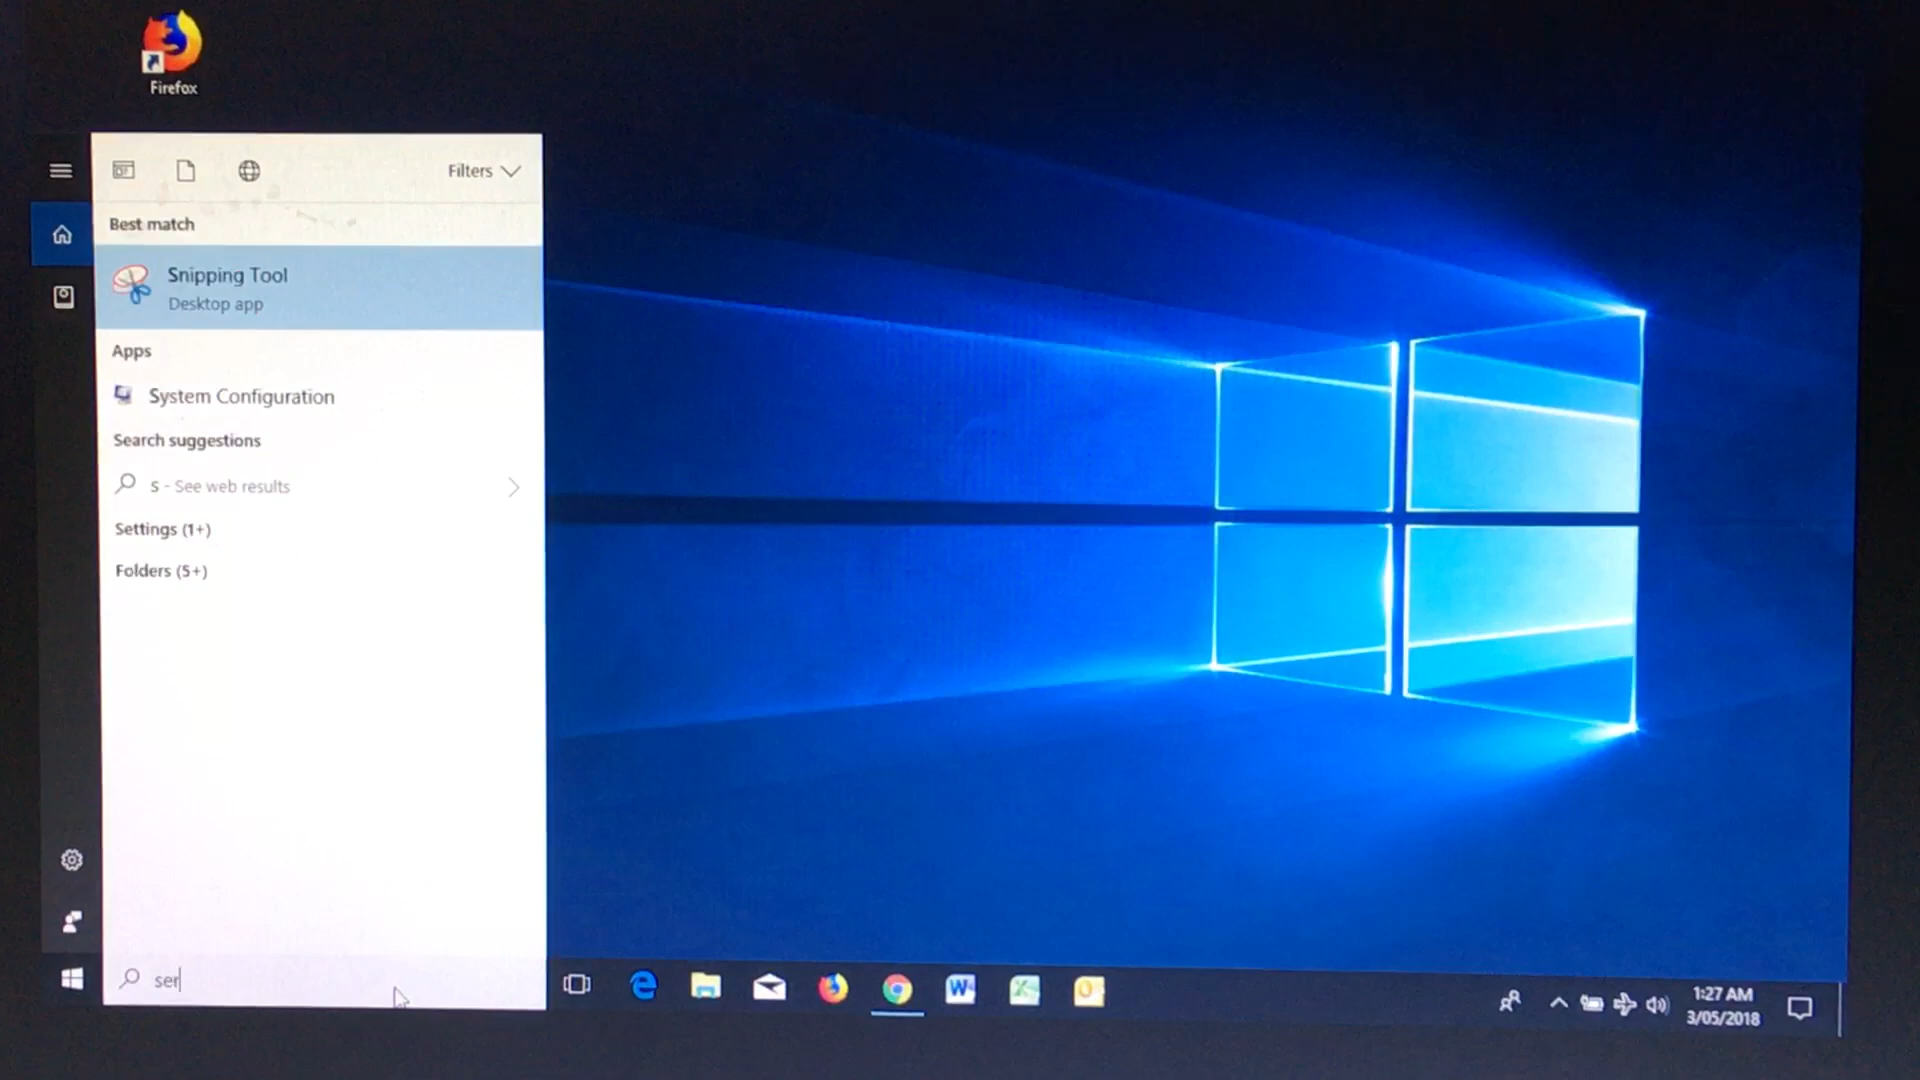 Firefox
Filters
Best match
Snipping Tool
Desktop app
Apps
System Configuration
Search suggestions
s - See web results
Settings (1+)
Folders (5+)
ser
1:27 AM
3/05/2018